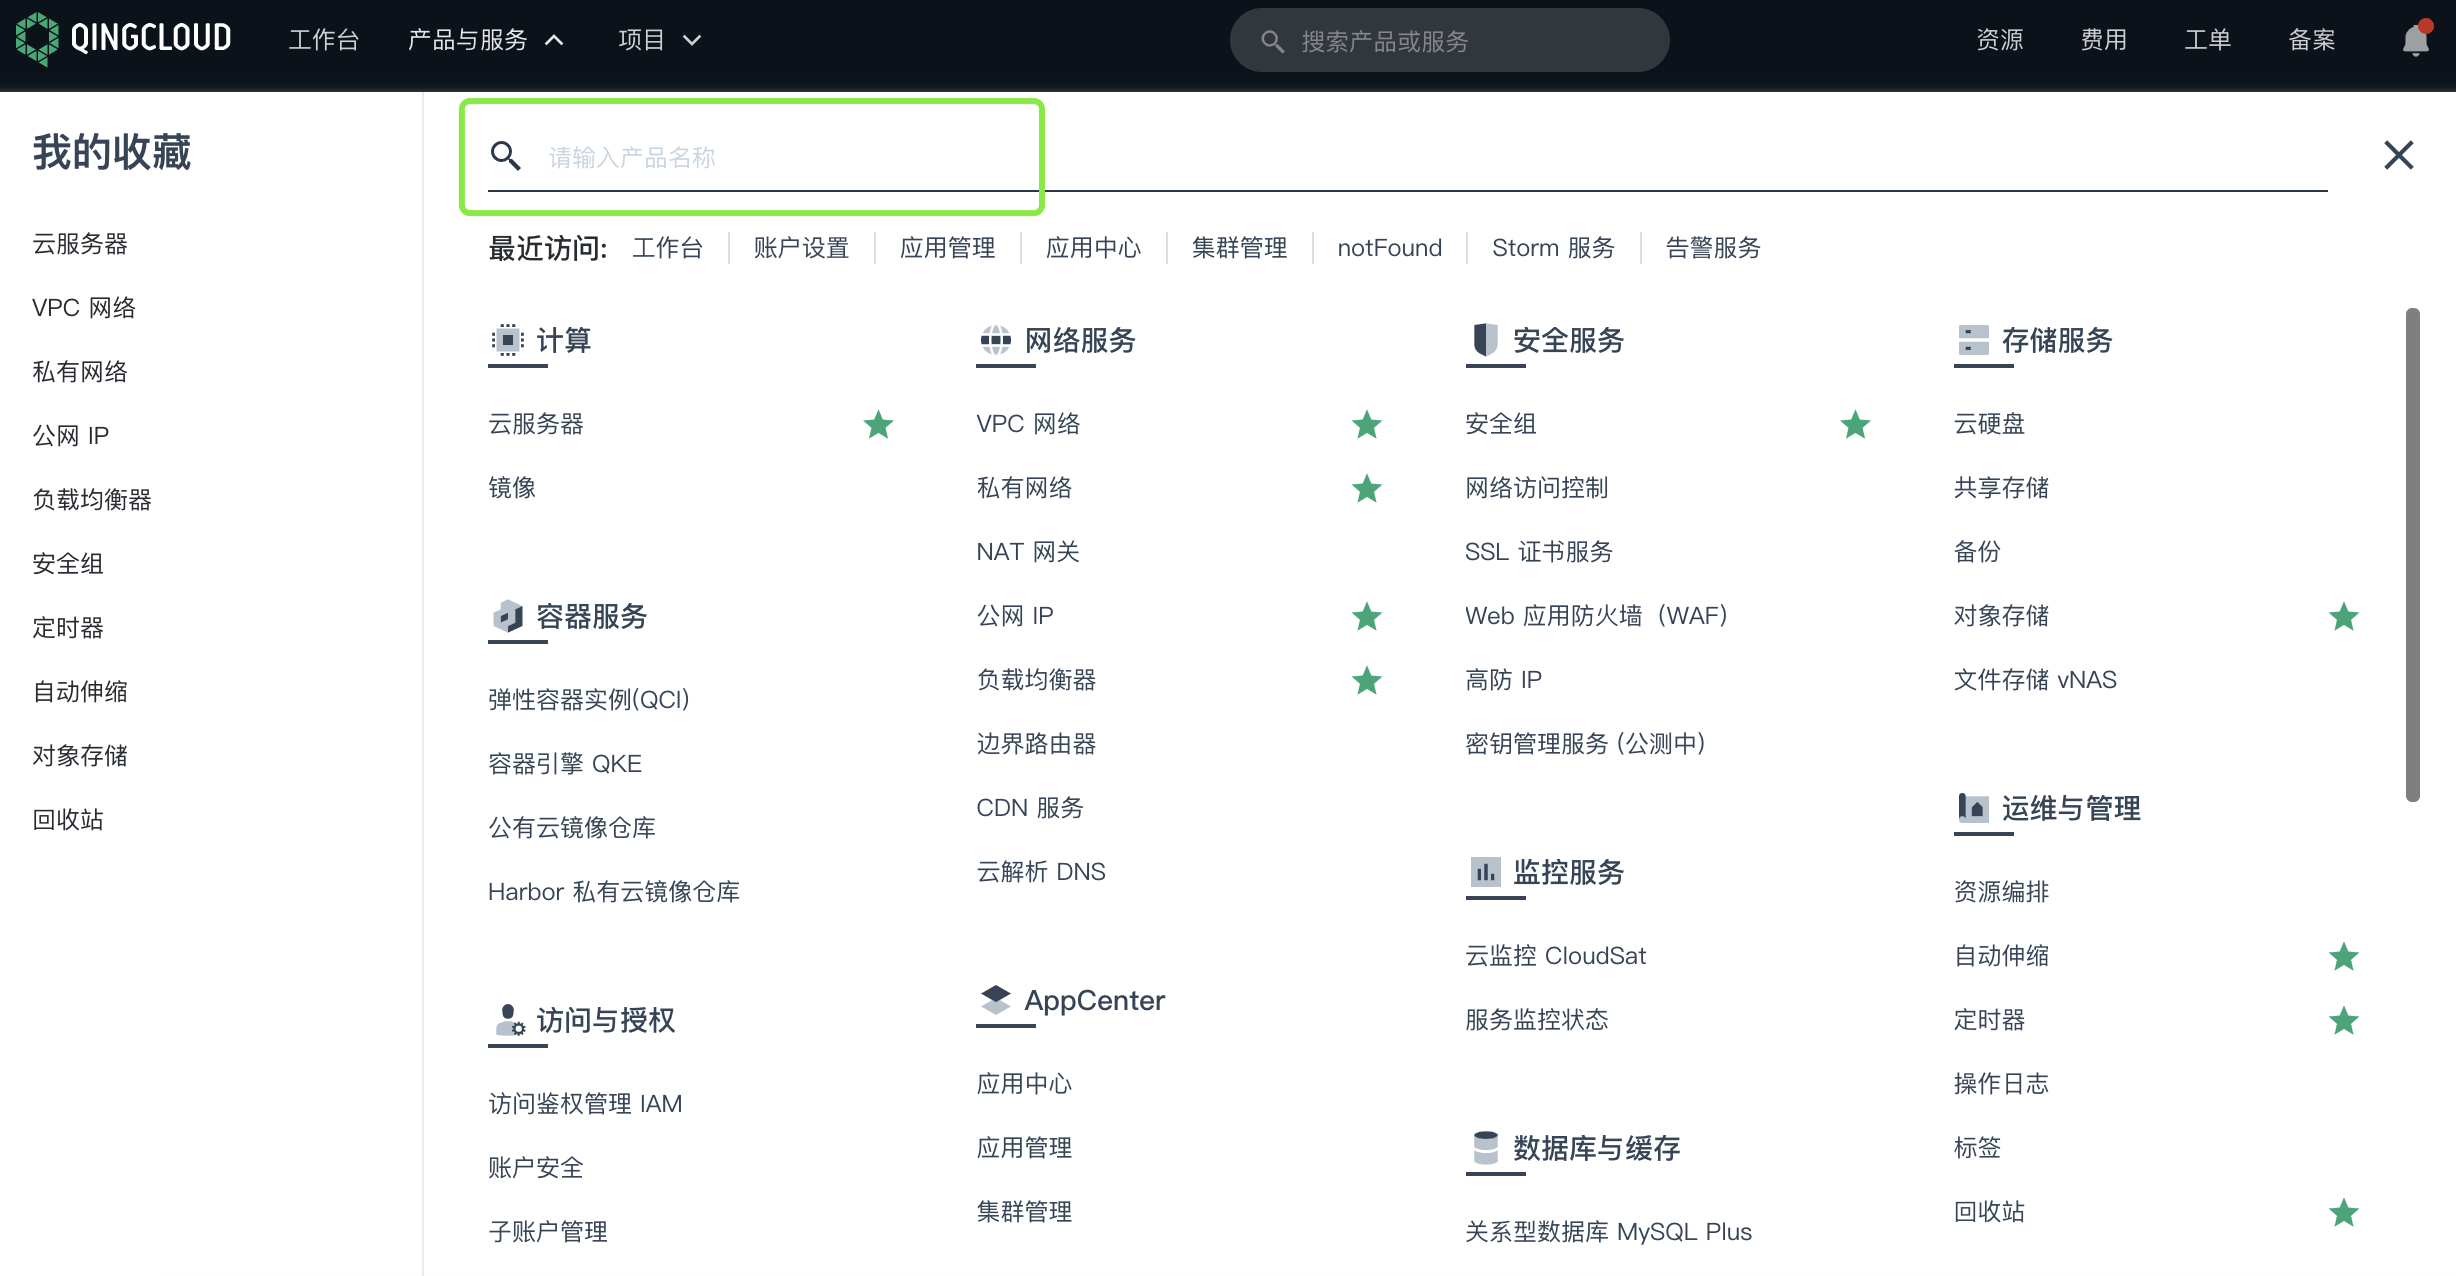 QINGCLOUD 工作台 产品与服务 项目 搜索产品或服务 资源 费用 工单 备案
我的收藏
云服务器
VPC 网络
私有网络
公网 IP
负载均衡器
安全组
定时器
自动伸缩
对象存储
回收站
请输入产品名称
最近访问: 工作台 账户设置 应用管理 应用中心 集群管理 notFound Storm 服务 告警服务
计算
云服务器
镜像
容器服务
弹性容器实例(QCI)
容器引擎 QKE
公有云镜像仓库
Harbor 私有云镜像仓库
访问与授权
访问鉴权管理 IAM
账户安全
子账户管理
网络服务
VPC 网络
私有网络
NAT 网关
公网 IP
负载均衡器
边界路由器
CDN 服务
云解析 DNS
AppCenter
应用中心
应用管理
集群管理
安全服务
安全组
网络访问控制
SSL 证书服务
Web 应用防火墙（WAF）
高防 IP
密钥管理服务 (公测中)
监控服务
云监控 CloudSat
服务监控状态
数据库与缓存
关系型数据库 MySQL Plus
存储服务
云硬盘
共享存储
备份
对象存储
文件存储 vNAS
运维与管理
资源编排
自动伸缩
定时器
操作日志
标签
回收站